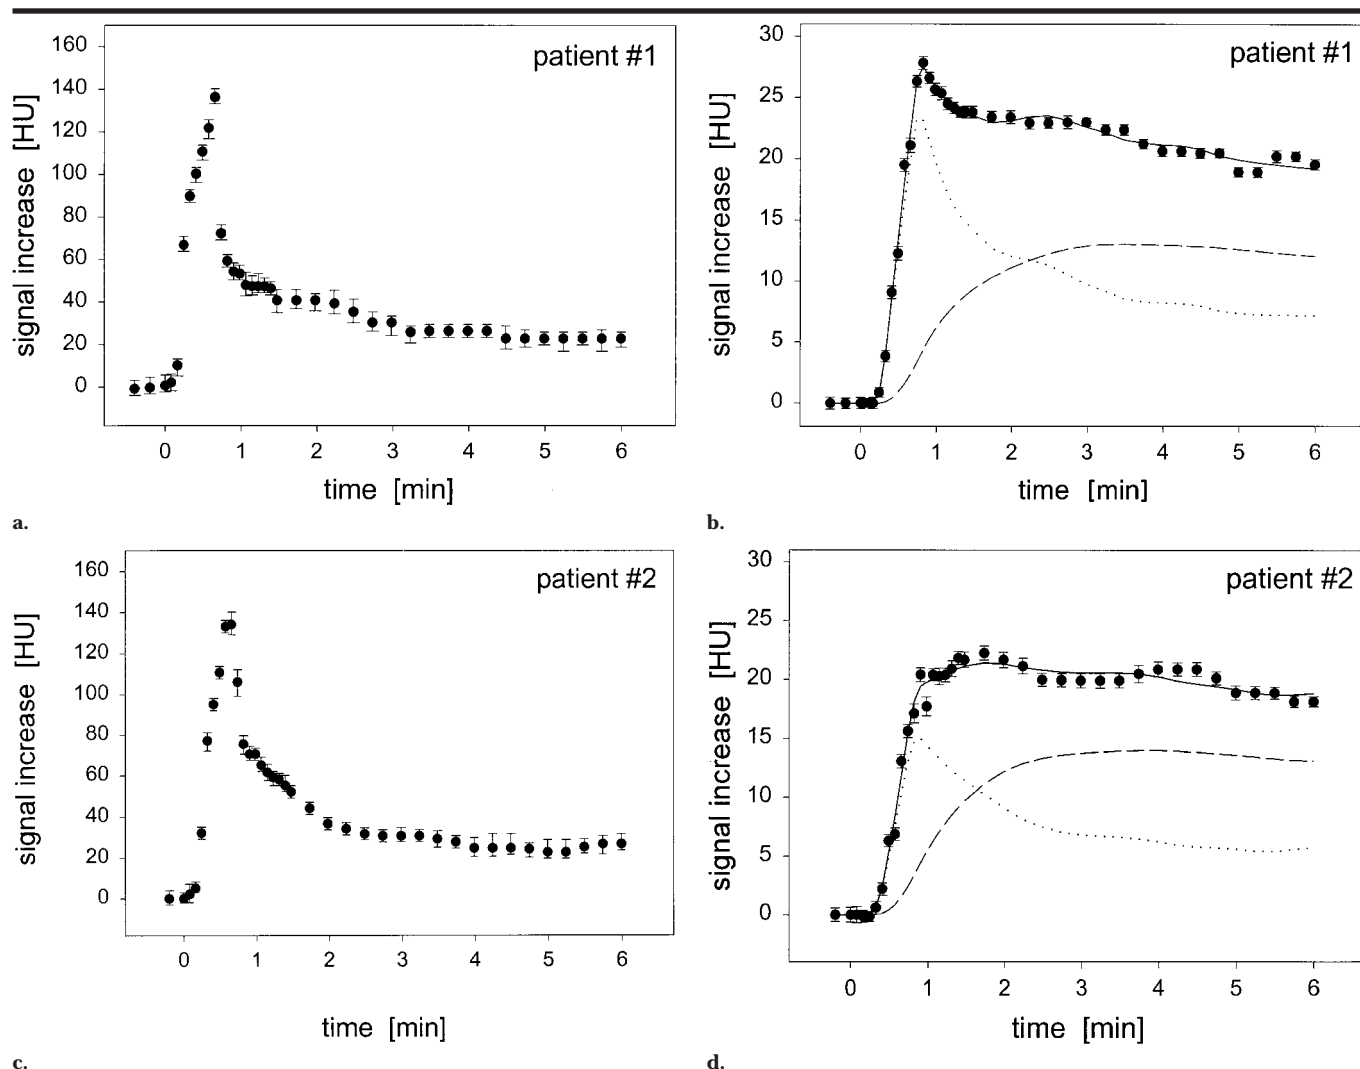 160
140
120
100
80
60
40
20
0
signal increase [HU]
patient #1
0 1 2 3 4 5 6
time [min]
a.
30
25
20
15
10
5
0
signal increase [HU]
patient #1
0 1 2 3 4 5 6
time [min]
b.
160
140
120
100
80
60
40
20
0
signal increase [HU]
patient #2
0 1 2 3 4 5 6
time [min]
c.
30
25
20
15
10
5
0
signal increase [HU]
patient #2
0 1 2 3 4 5 6
time [min]
d.